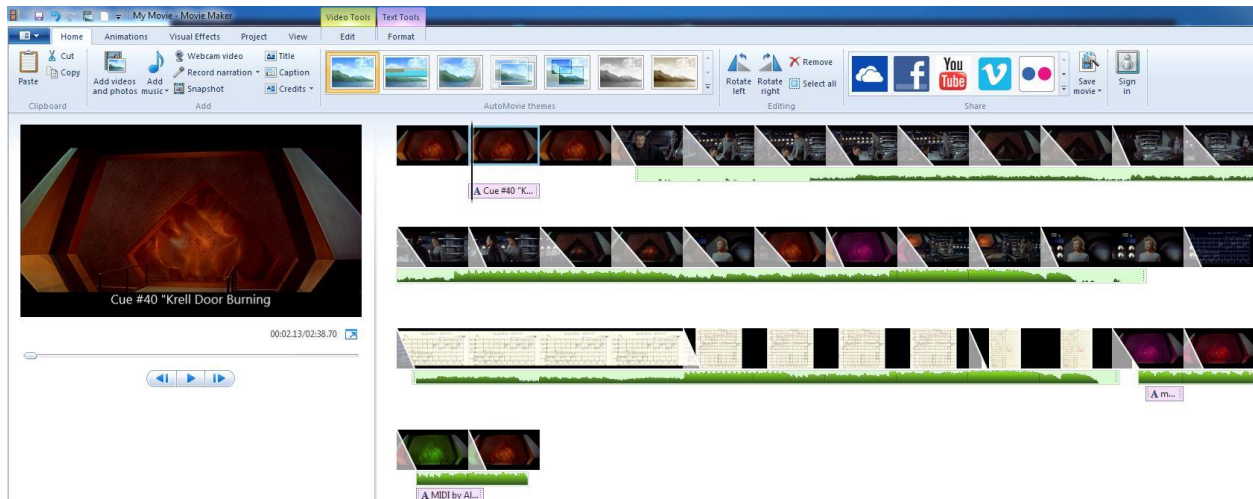 My Movie - Movie Maker
Video Tools
Text Tools
Home
Animations
Visual Effects
Project
View
Edit
Format
Paste
Cut
Copy
Clipboard
Add videos
and photos
Add
music
Webcam video
Record narration
Snapshot
Title
Caption
Credits
Add
AutoMovie themes
Rotate
left
Rotate
right
Remove
Select all
Editing
f
You
Tube
V
Share
Save
movie
Sign
in
Cue #40 "Krell Door Burning
00:02.13/02:38.70
A Cue #40 "K...
A m...
A MIDI by Al...